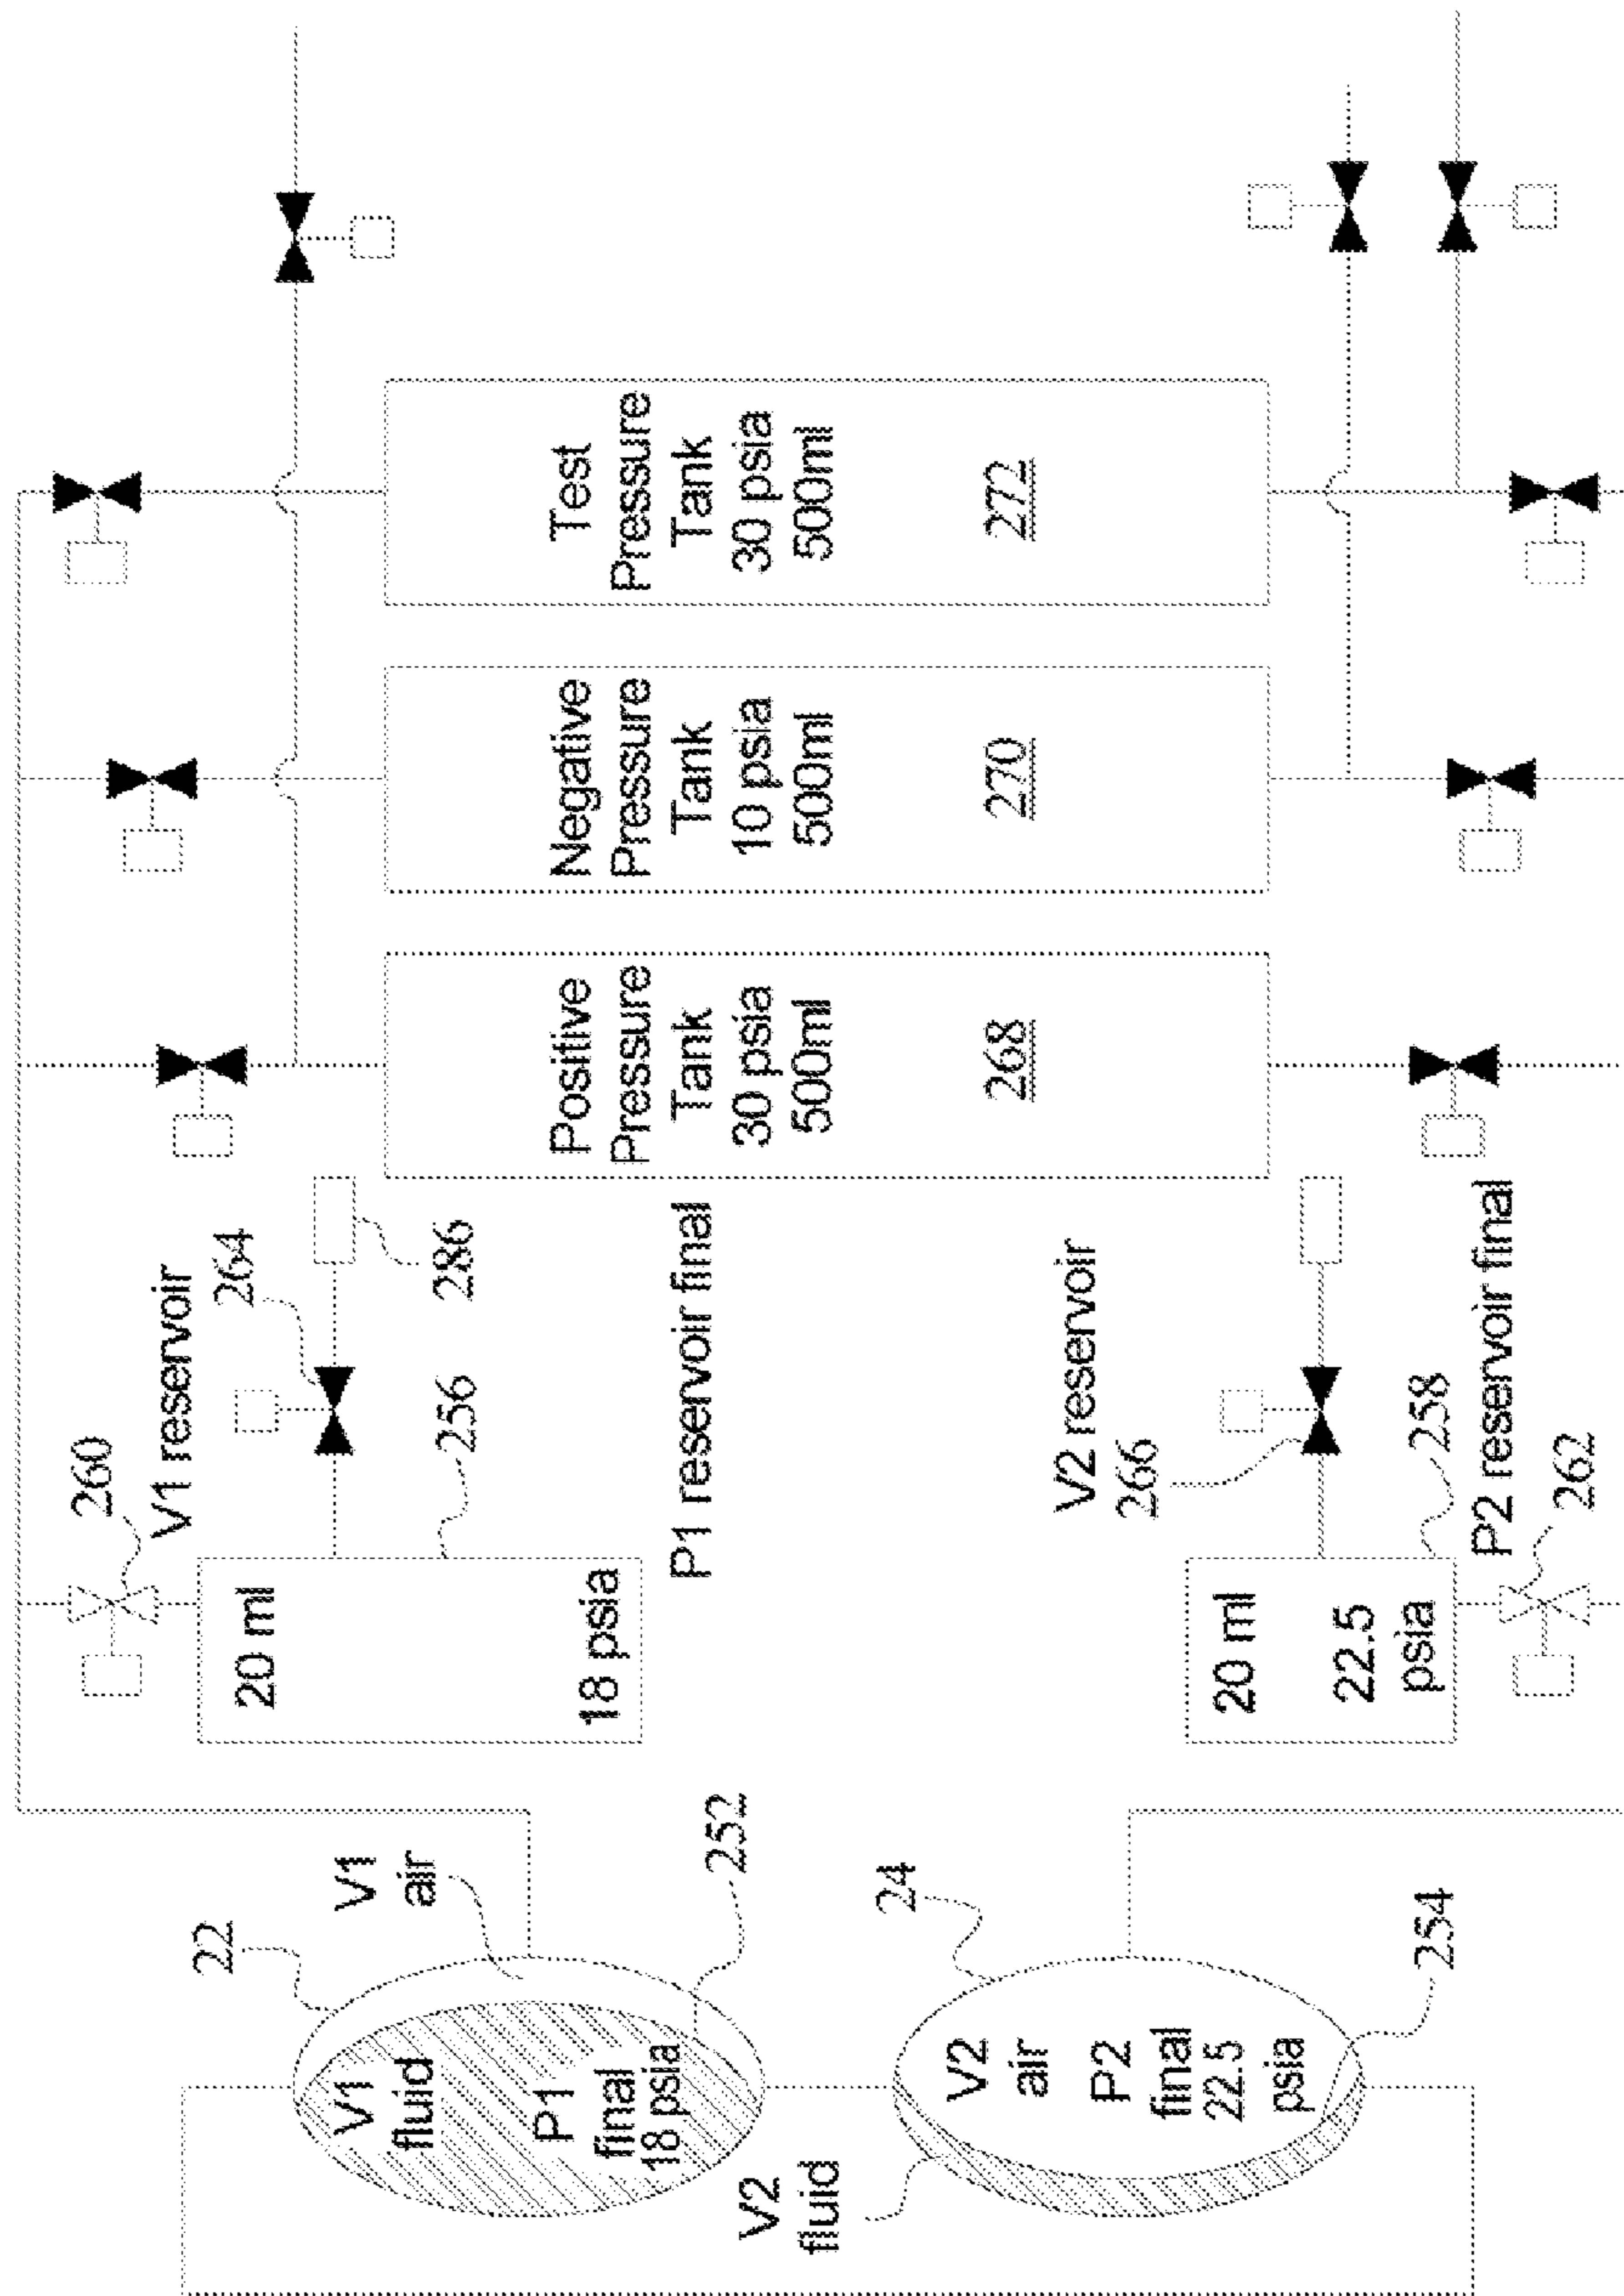 22
V1
air
V1
fluid
P1
final
18 psia
252
V2
fluid
24
V2
air
P2
final
22.5
psia
254
260
V1 reservoir
264
20 ml
18 psia
256
286
P1 reservoir final
V2 reservoir
266
20 ml
22.5
psia
258
P2 reservoir final
262
Positive
Pressure
Tank
30 psia
500ml
268
Negative
Pressure
Tank
10 psia
500ml
270
Test
Pressure
Tank
30 psia
500ml
272